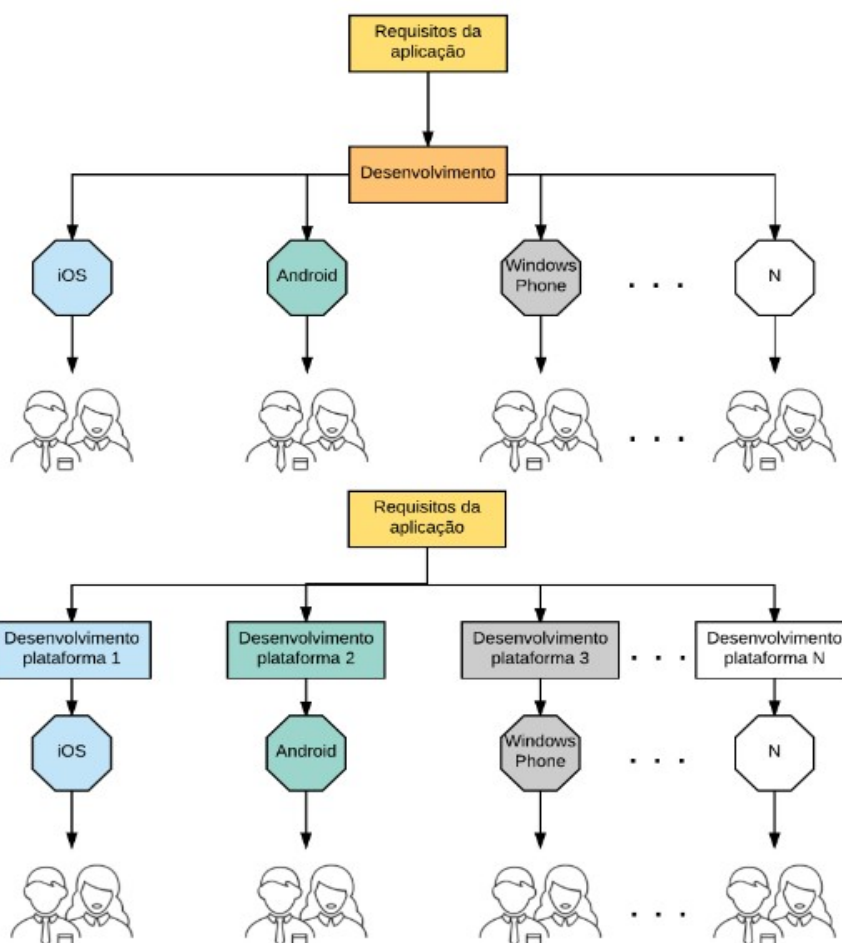 Requisitos da
aplicação
Desenvolvimento
iOS
Android
Windows
Phone
. . .
N
. . .
Requisitos da
aplicação
Desenvolvimento
plataforma 1
Desenvolvimento
plataforma 2
Desenvolvimento
plataforma 3
. . .
Desenvolvimento
plataforma N
iOS
Android
Windows
Phone
. . .
N
. . .